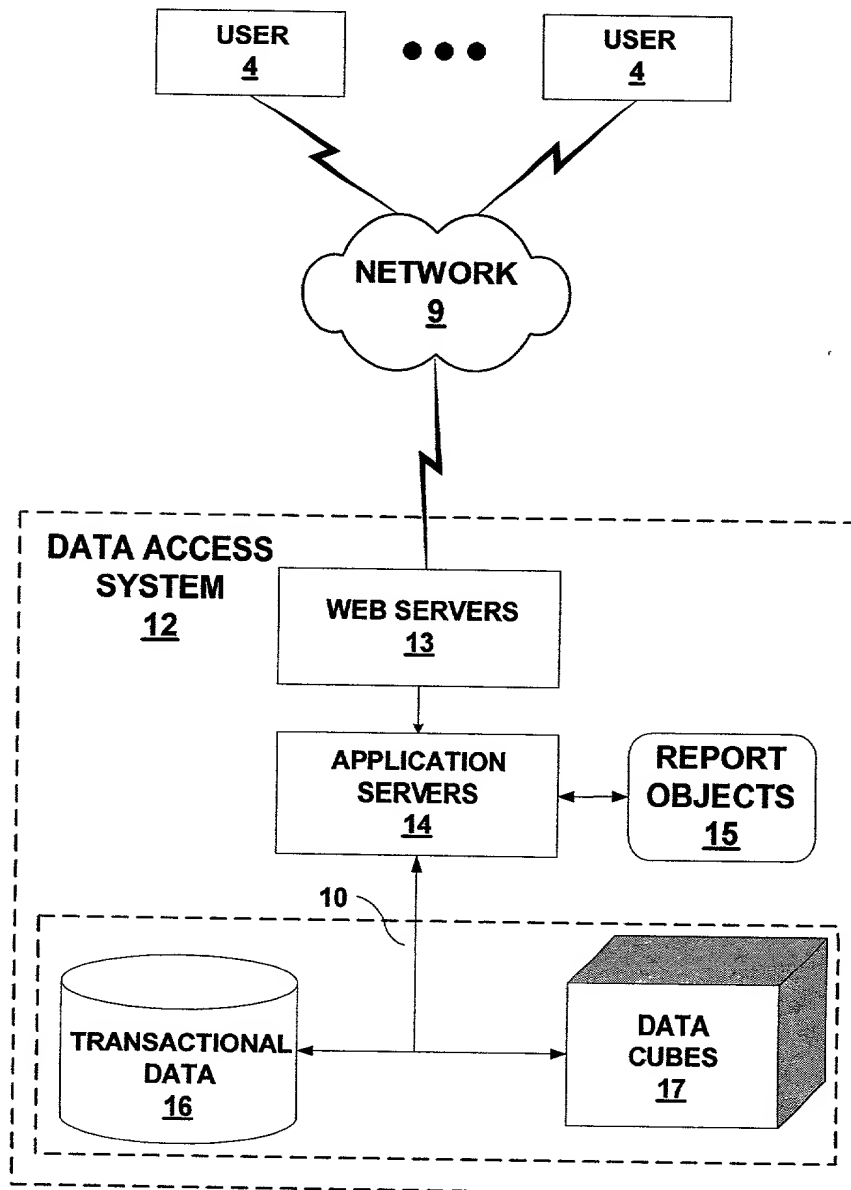 USER
4
USER
4
NETWORK
9
DATA ACCESS
SYSTEM
12
WEB SERVERS
13
APPLICATION
SERVERS
14
REPORT
OBJECTS
15
10
TRANSACTIONAL
DATA
16
DATA
CUBES
17